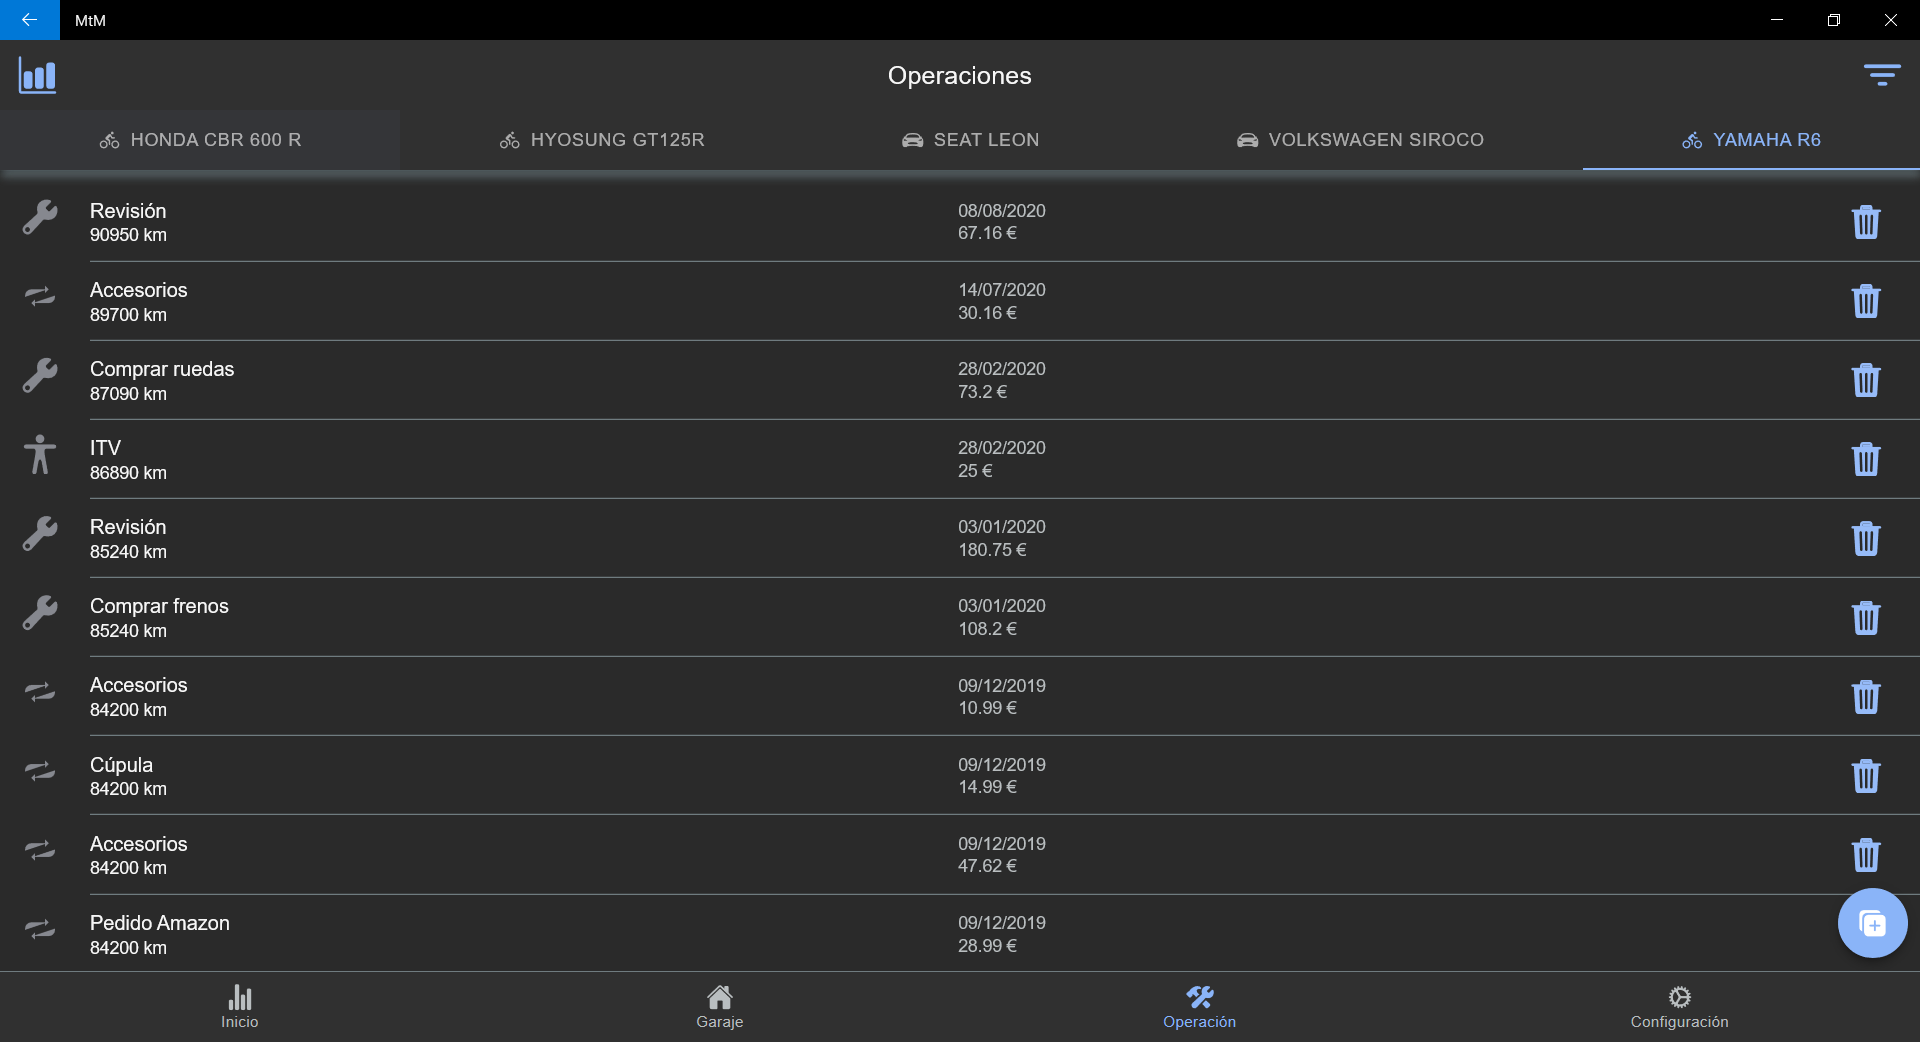 MtM
Operaciones
HONDA CBR 600 R
HYOSUNG GT125R
SEAT LEON
VOLKSWAGEN SIROCO
YAMAHA R6
Revisión
90950 km
08/08/2020
67.16 €
Accesorios
89700 km
14/07/2020
30.16 €
Comprar ruedas
87090 km
28/02/2020
73.2 €
ITV
86890 km
28/02/2020
25 €
Revisión
85240 km
03/01/2020
180.75 €
Comprar frenos
85240 km
03/01/2020
108.2 €
Accesorios
84200 km
09/12/2019
10.99 €
Cúpula
84200 km
09/12/2019
14.99 €
Accesorios
84200 km
09/12/2019
47.62 €
Pedido Amazon
84200 km
09/12/2019
28.99 €
Inicio
Garaje
Operación
Configuración